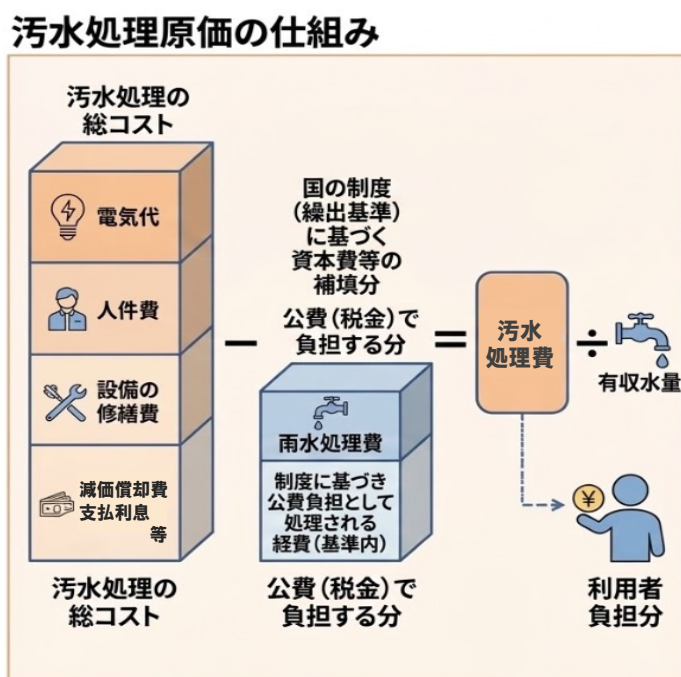 汚水処理原価の仕組み
汚水処理の
総コスト
電気代
人件費
設備の
修繕費
減価償却費
支払利息
等
汚水処理の
総コスト
−
国の制度
(繰出基準)
に基づく
資本費等の
補填分
公費(税金)で
負担する分
雨水処理費
制度に基づき
公費負担として
処理される
経費(基準内)
公費(税金)で
負担する分
=
汚水
処理費
÷
有収水量
¥
利用者
負担分